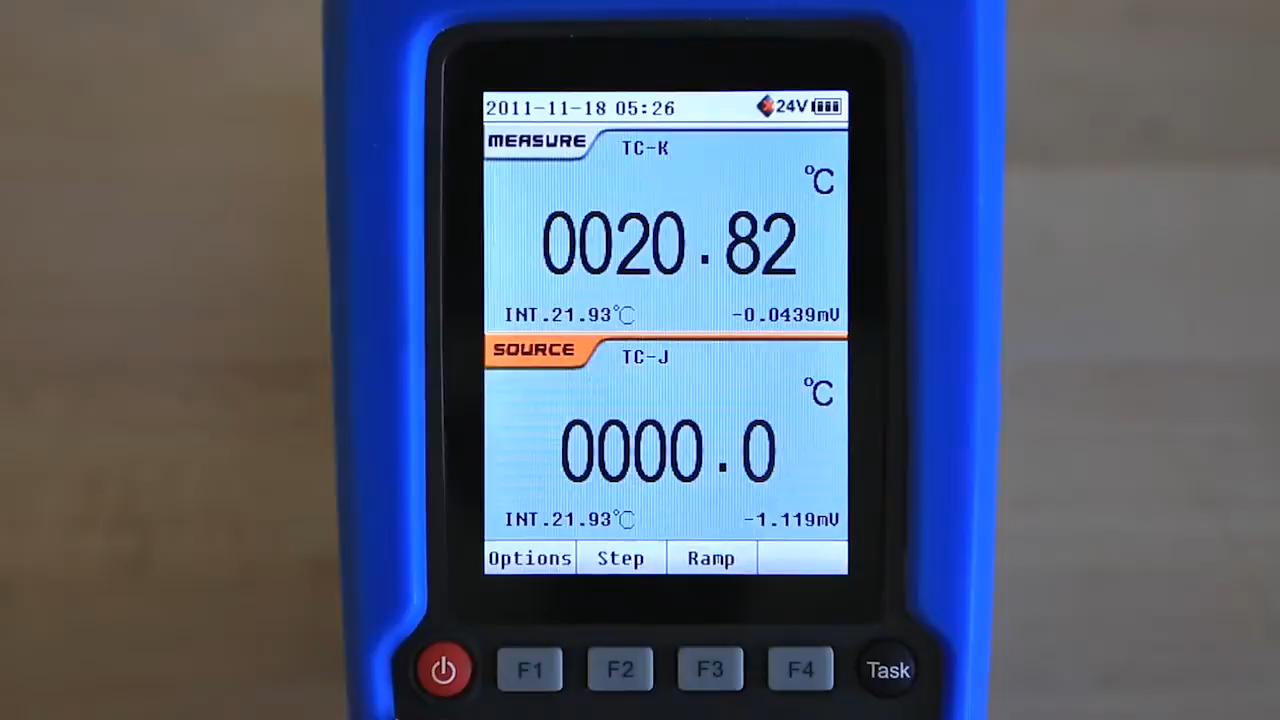 2011-11-18 05:26 24V
MEASURE TC-K
°C
0020.82
INT.21.93°C -0.0439mV
SOURCE TC-J
°C
0000.0
INT.21.93°C -1.119mV
Options Step Ramp
F1 F2 F3 F4 Task